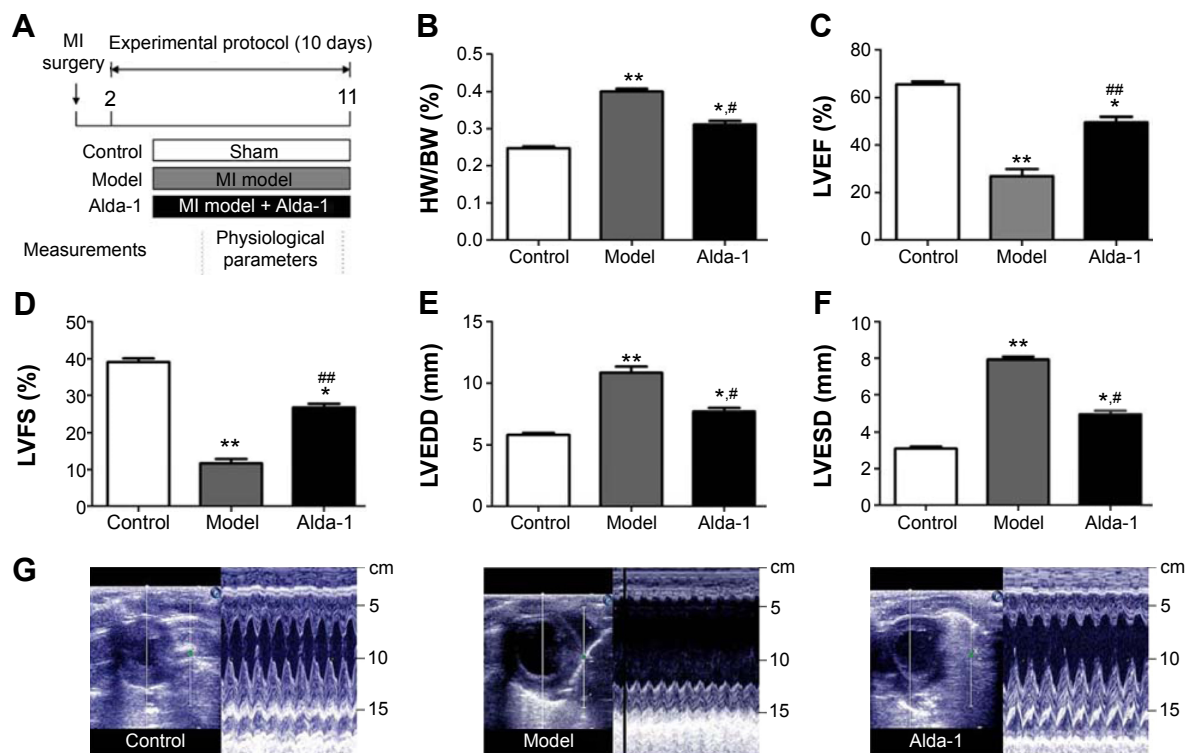 A
MI
surgery
Experimental protocol (10 days)
2
11
Control
Sham
Model
MI model
Alda-1
MI model + Alda-1
Measurements
Physiological
parameters
B
HW/BW (%)
0.5
0.4
0.3
0.2
0.1
0.0
**
*,#
Control
Model
Alda-1
C
LVEF (%)
80
60
40
20
0
**
##
*
Control
Model
Alda-1
D
LVFS (%)
50
40
30
20
10
0
**
##
*
Control
Model
Alda-1
E
LVEDD (mm)
15
10
5
0
**
*,#
Control
Model
Alda-1
F
LVESD (mm)
10
8
6
4
2
0
**
*,#
Control
Model
Alda-1
G
cm
5
10
15
Control
cm
5
10
15
Model
cm
5
10
15
Alda-1